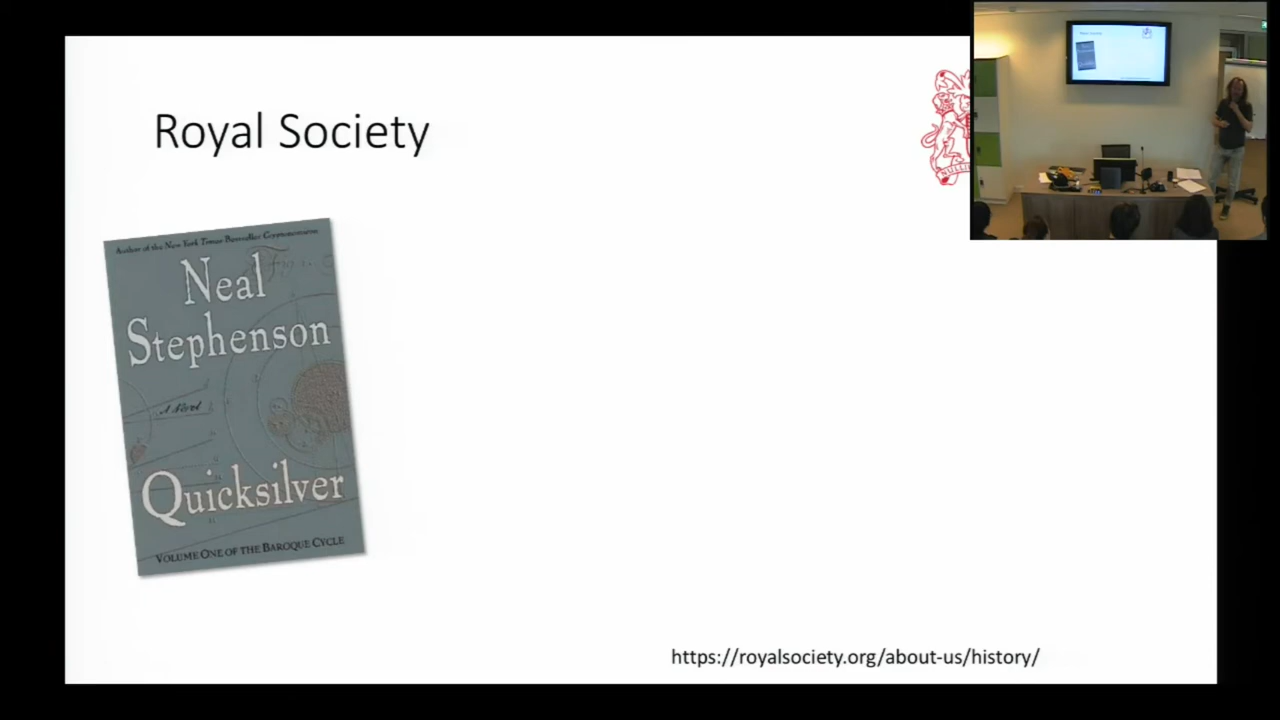 Royal Society
Author of the New York Times Bestseller Cryptonomicon
Neal
Stephenson
A Novel
Quicksilver
VOLUME ONE OF THE BAROQUE CYCLE
https://royalsociety.org/about-us/history/